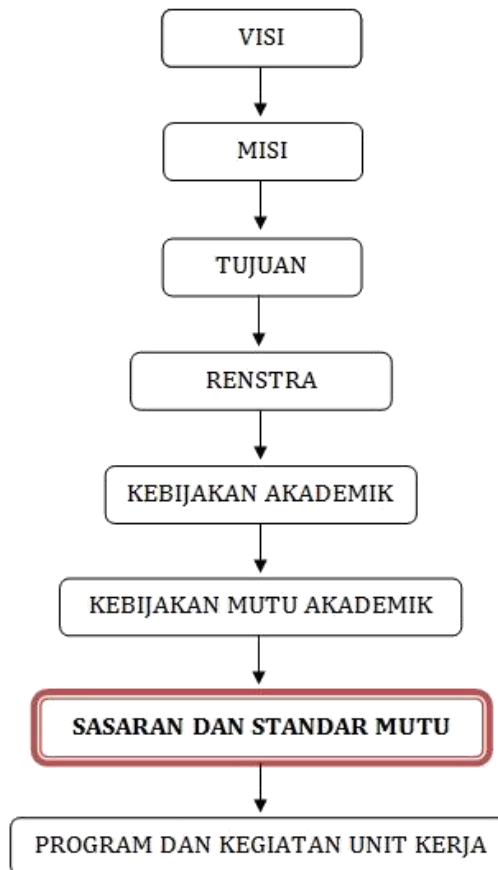 VISI
MISI
TUJUAN
RENSTRA
KEBIJAKAN AKADEMIK
KEBIJAKAN MUTU AKADEMIK
SASARAN DAN STANDAR MUTU
PROGRAM DAN KEGIATAN UNIT KERJA